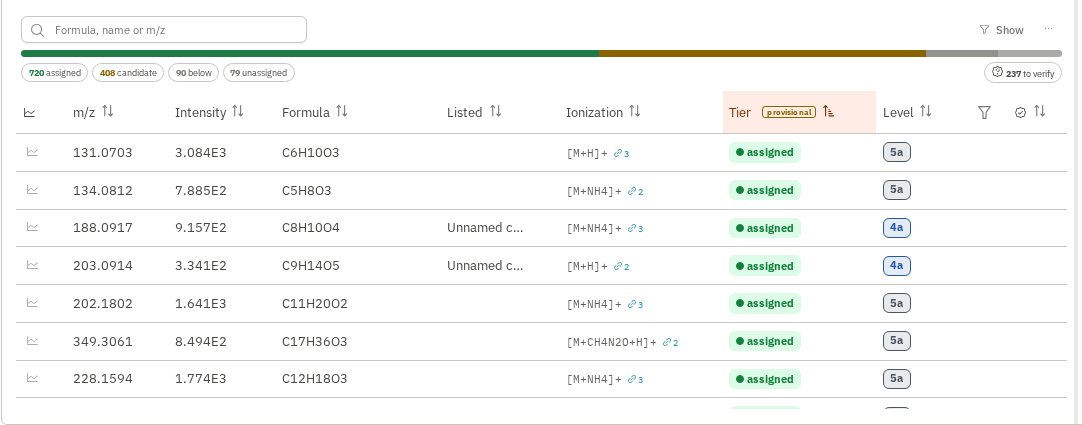 Formula, name or m/z
Show ...
720 assigned 408 candidate 90 below 79 unassigned 237 to verify
m/z Intensity Formula Listed Ionization Tier provisional Level
131.0703 3.084E3 C6H10O3 [M+H]+ 3 assigned 5a
134.0812 7.885E2 C5H8O3 [M+NH4]+ 2 assigned 5a
188.0917 9.157E2 C8H10O4 Unnamed c... [M+NH4]+ 3 assigned 4a
203.0914 3.341E2 C9H14O5 Unnamed c... [M+H]+ 2 assigned 4a
202.1802 1.641E3 C11H20O2 [M+NH4]+ 3 assigned 5a
349.3061 8.494E2 C17H36O3 [M+CH4N2O+H]+ 2 assigned 5a
228.1594 1.774E3 C12H18O3 [M+NH4]+ 3 assigned 5a